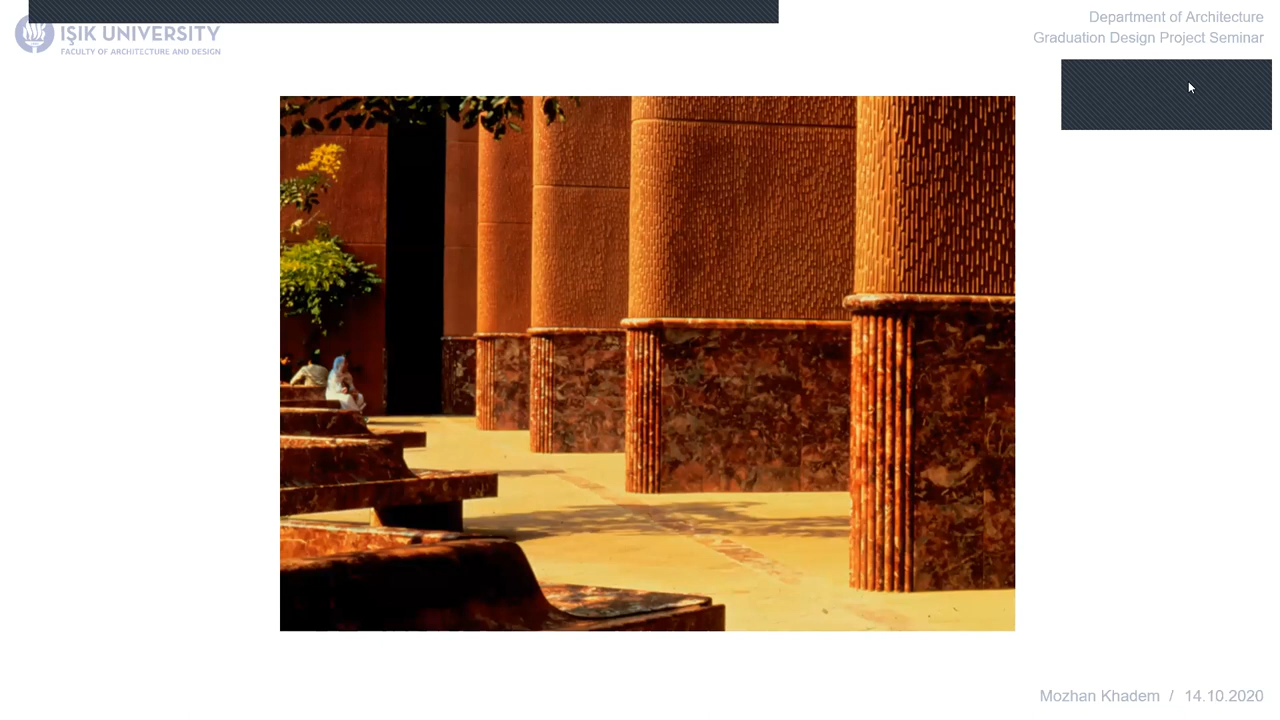 IŞIK UNIVERSITY
FACULTY OF ARCHITECTURE AND DESIGN
Department of Architecture
Graduation Design Project Seminar
Mozhan Khadem / 14.10.2020